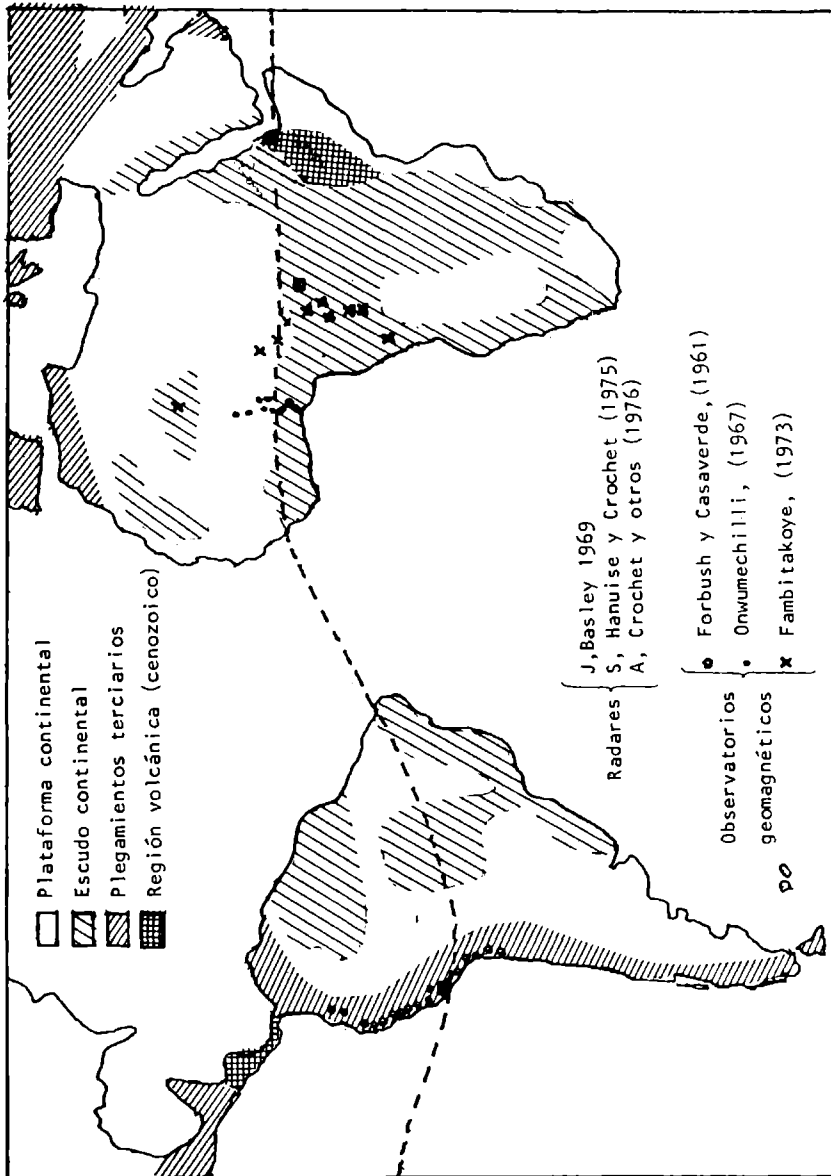 Plataforma continental
Escudo continental
Plegamientos terciarios
Región volcánica (cenozoico)
Radares
J,Basley 1969
S, Hanuise y Crochet (1975)
A, Crochet y otros (1976)
Observatorios
geomagnéticos
Forbush y Casaverde,(1961)
Onwumechilli, (1967)
Fambitakoye, (1973)